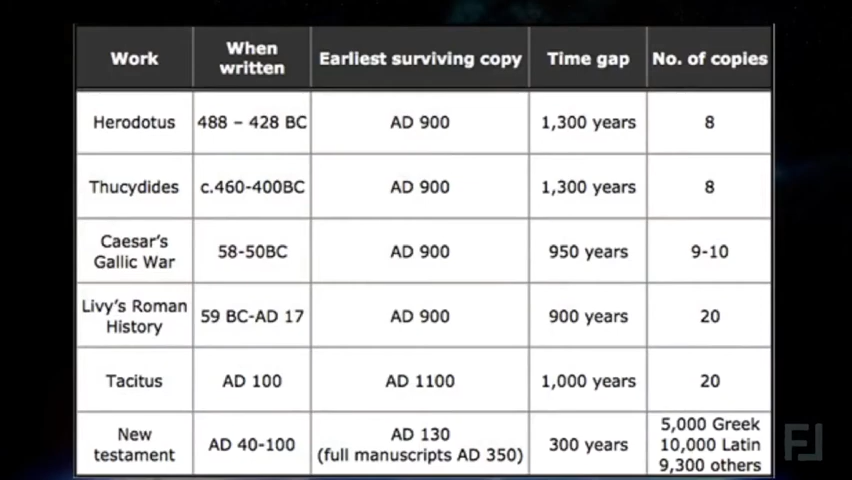 Work When written Earliest surviving copy Time gap No. of copies
Herodotus 488 – 428 BC AD 900 1,300 years 8
Thucydides c.460-400BC AD 900 1,300 years 8
Caesar's Gallic War 58-50BC AD 900 950 years 9-10
Livy's Roman History 59 BC-AD 17 AD 900 900 years 20
Tacitus AD 100 AD 1100 1,000 years 20
New testament AD 40-100 AD 130 (full manuscripts AD 350) 300 years 5,000 Greek 10,000 Latin 9,300 others